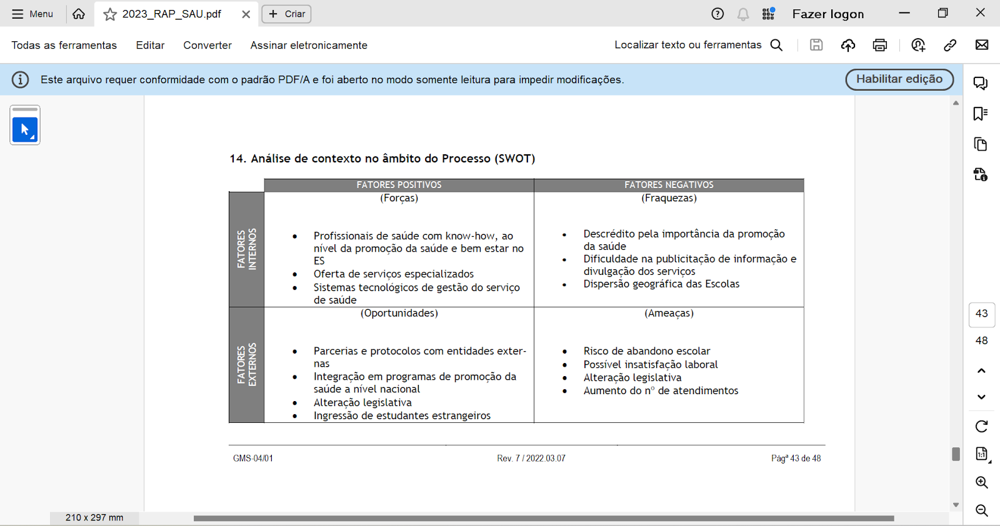 Menu
2023_RAP_SAU.pdf
Criar
Fazer logon
Todas as ferramentas
Editar
Converter
Assinar eletronicamente
Localizar texto ou ferramentas
Este arquivo requer conformidade com o padrão PDF/A e foi aberto no modo somente leitura para impedir modificações.
Habilitar edição
14. Análise de contexto no âmbito do Processo (SWOT)
FATORES POSITIVOS
FATORES NEGATIVOS
FATORES
INTERNOS
(Forças)
• Profissionais de saúde com know-how, ao
nível da promoção da saúde e bem estar no
ES
• Oferta de serviços especializados
• Sistemas tecnológicos de gestão do serviço
de saúde
(Fraquezas)
• Descrédito pela importância da promoção
da saúde
• Dificuldade na publicitação de informação e
divulgação dos serviços
• Dispersão geográfica das Escolas
FATORES
EXTERNOS
(Oportunidades)
• Parcerias e protocolos com entidades exter-
nas
• Integração em programas de promoção da
saúde a nível nacional
• Alteração legislativa
• Ingressão de estudantes estrangeiros
(Ameaças)
• Risco de abandono escolar
• Possível insatisfação laboral
• Alteração legislativa
• Aumento do nº de atendimentos
GMS-04/01
Rev. 7 / 2022.03.07
Págª 43 de 48
43
48
1:1
210 x 297 mm